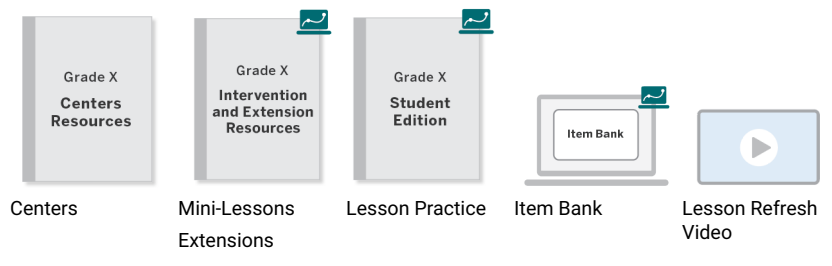 Grade X
Centers
Resources
Grade X
Intervention
and Extension
Resources
Grade X
Student
Edition
Item Bank
Centers
Mini-Lessons
Extensions
Lesson Practice
Item Bank
Lesson Refresh
Video